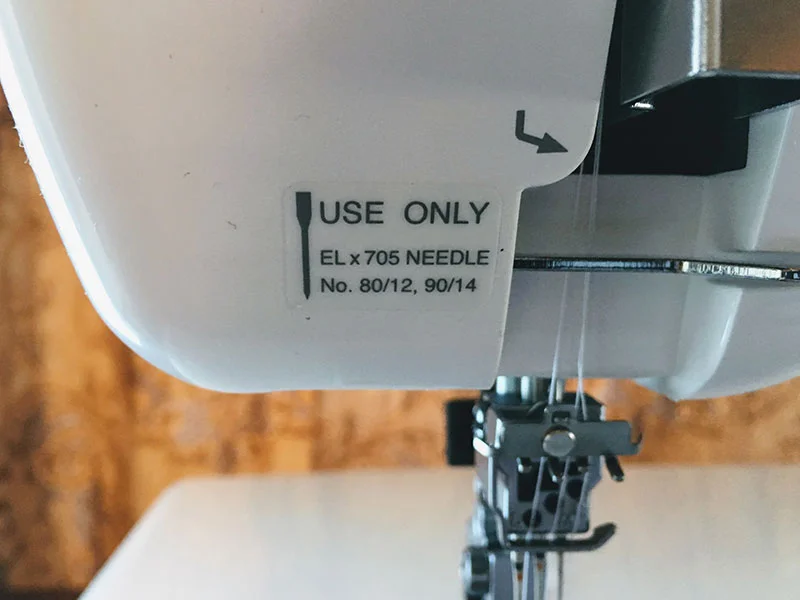 USE ONLY
EL x 705 NEEDLE
No. 80/12, 90/14